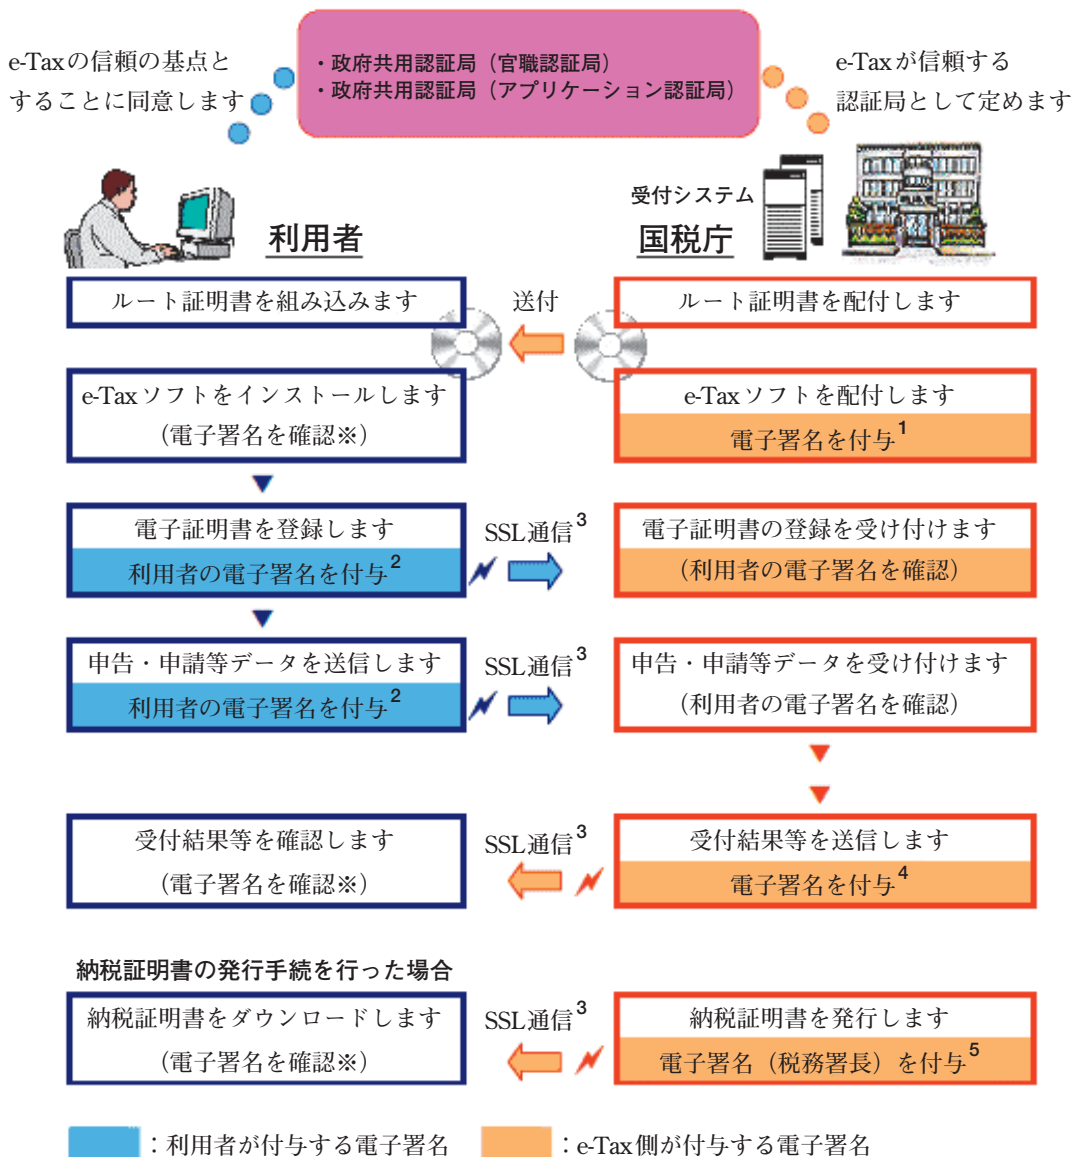 e-Taxの信頼の基点と
することに同意します
・政府共用認証局（官職認証局）
・政府共用認証局（アプリケーション認証局）
e-Taxが信頼する
認証局として定めます
利用者
受付システム
国税庁
ルート証明書を組み込みます
送付
ルート証明書を配付します
e-Taxソフトをインストールします
（電子署名を確認※）
e-Taxソフトを配付します
電子署名を付与1
電子証明書を登録します
利用者の電子署名を付与2
SSL通信3
電子証明書の登録を受け付けます
（利用者の電子署名を確認）
申告・申請等データを送信します
利用者の電子署名を付与2
SSL通信3
申告・申請等データを受け付けます
（利用者の電子署名を確認）
受付結果等を確認します
（電子署名を確認※）
SSL通信3
受付結果等を送信します
電子署名を付与4
納税証明書の発行手続を行った場合
納税証明書をダウンロードします
（電子署名を確認※）
SSL通信3
納税証明書を発行します
電子署名（税務署長）を付与5
：利用者が付与する電子署名
：e-Tax側が付与する電子署名